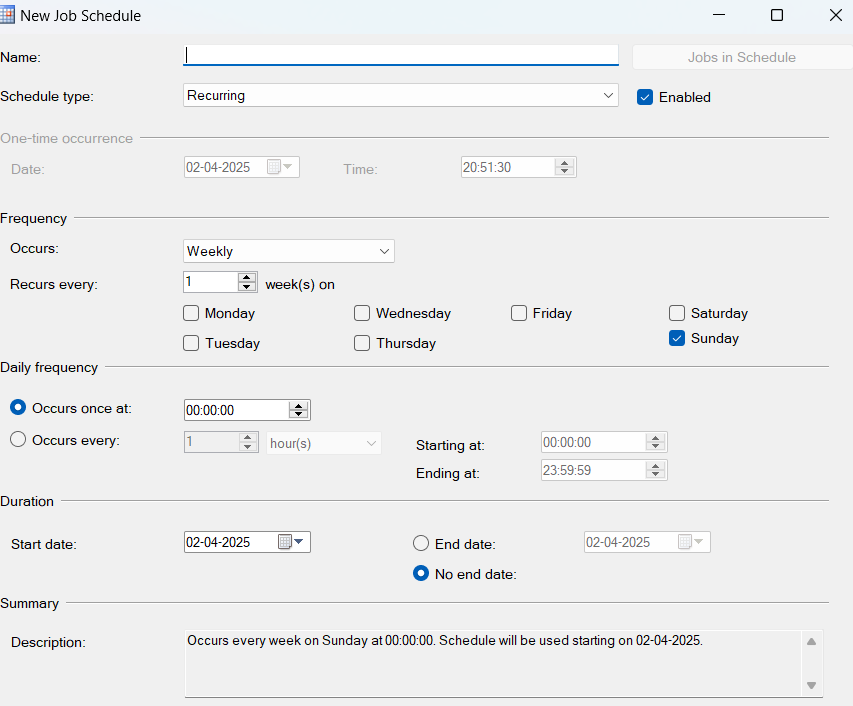 New Job Schedule
Name:
Jobs in Schedule
Schedule type:
Recurring
Enabled
One-time occurrence
Date:
02-04-2025
Time:
20:51:30
Frequency
Occurs:
Weekly
Recurs every:
1
week(s) on
Monday
Wednesday
Friday
Saturday
Tuesday
Thursday
Sunday
Daily frequency
Occurs once at:
00:00:00
Occurs every:
1
hour(s)
Starting at:
00:00:00
Ending at:
23:59:59
Duration
Start date:
02-04-2025
End date:
02-04-2025
No end date:
Summary
Description:
Occurs every week on Sunday at 00:00:00. Schedule will be used starting on 02-04-2025.